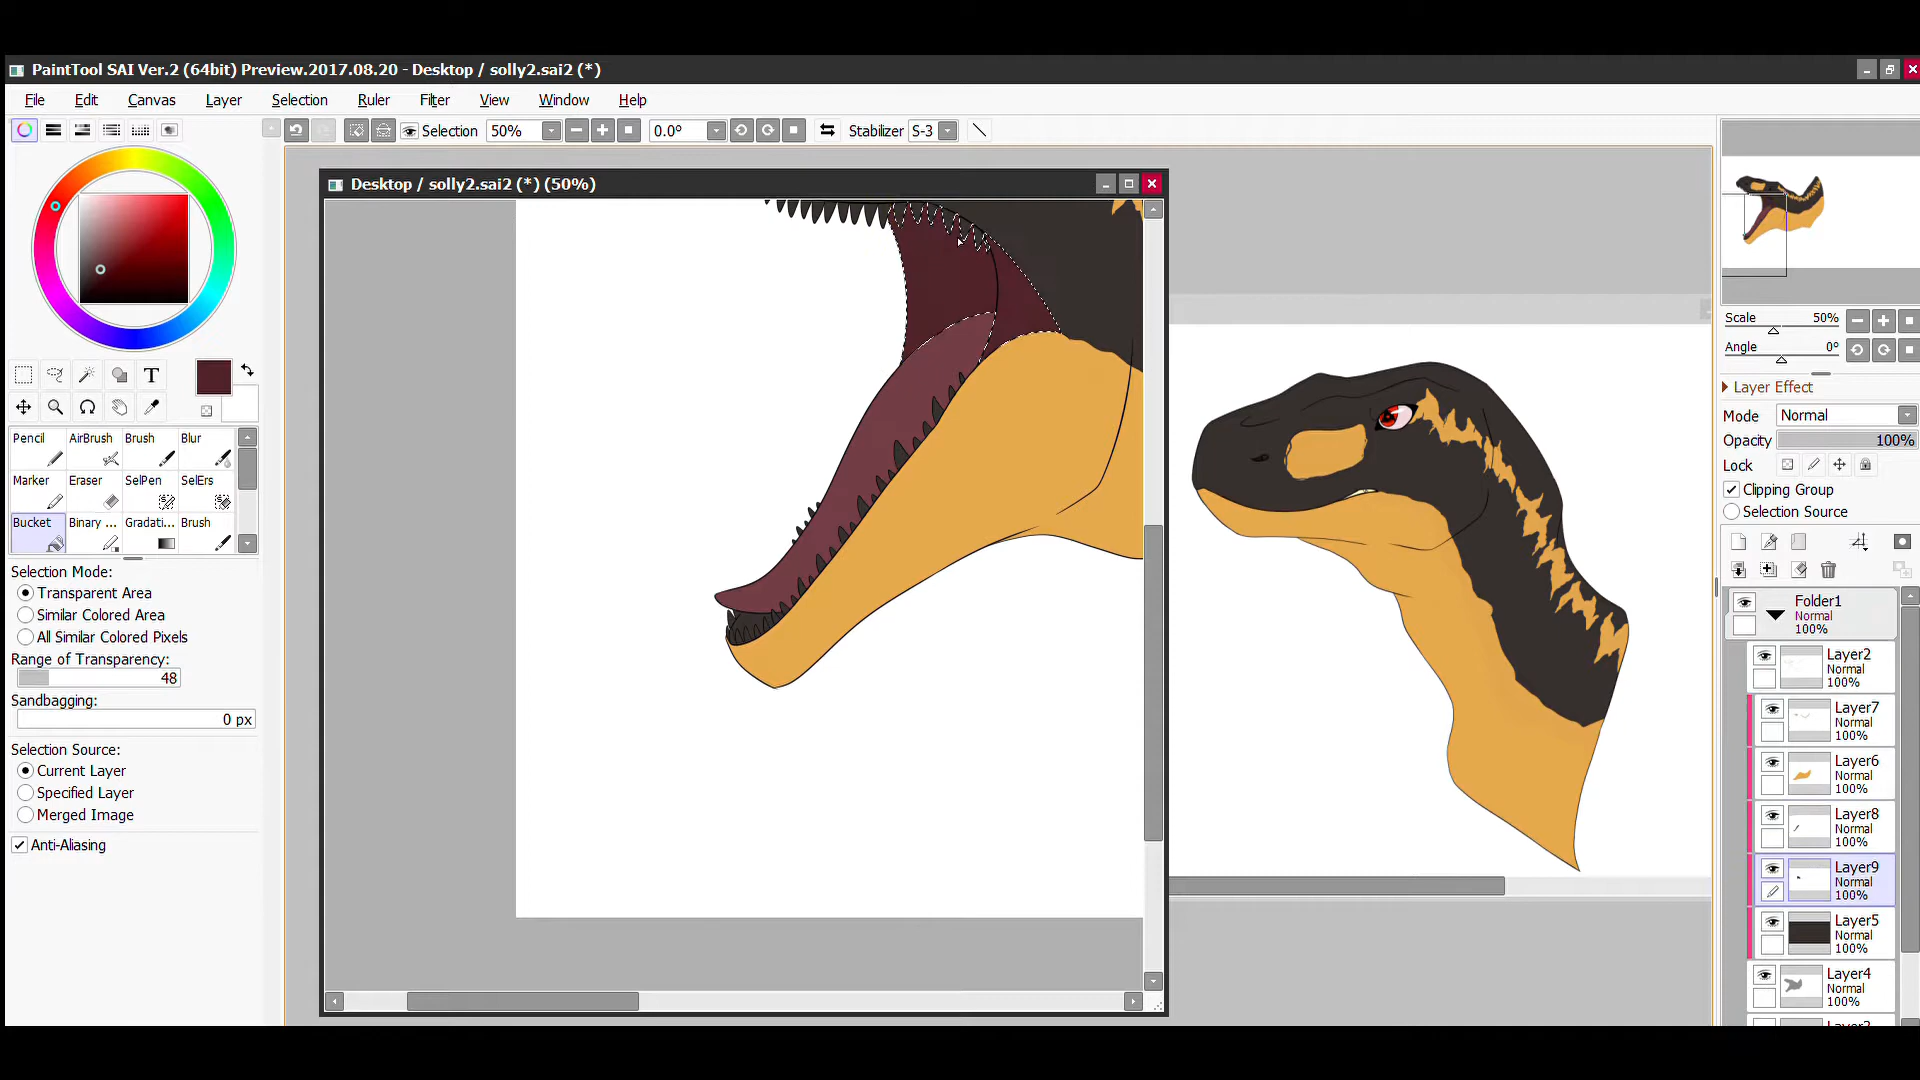 PaintTool SAI Ver.2 (64bit) Preview.2017.08.20 - Desktop / solly2.sai2 (*)
File Edit Canvas Layer Selection Ruler Filter View Window Help
Selection 50% 0.0° Stabilizer S-3
Desktop / solly2.sai2 (*) (50%)
T
Pencil AirBrush Brush Blur
Marker Eraser SelPen SelErs
Bucket Binary ... Gradati... Brush
Selection Mode:
Transparent Area
Similar Colored Area
All Similar Colored Pixels
Range of Transparency:
48
Sandbagging:
0 px
Selection Source:
Current Layer
Specified Layer
Merged Image
Anti-Aliasing
Scale 50%
Angle 0°
Layer Effect
Mode Normal
Opacity 100%
Lock
Clipping Group
Selection Source
Folder1
Normal
100%
Layer2
Normal
100%
Layer7
Normal
100%
Layer6
Normal
100%
Layer8
Normal
100%
Layer9
Normal
100%
Layer5
Normal
100%
Layer4
Normal
100%